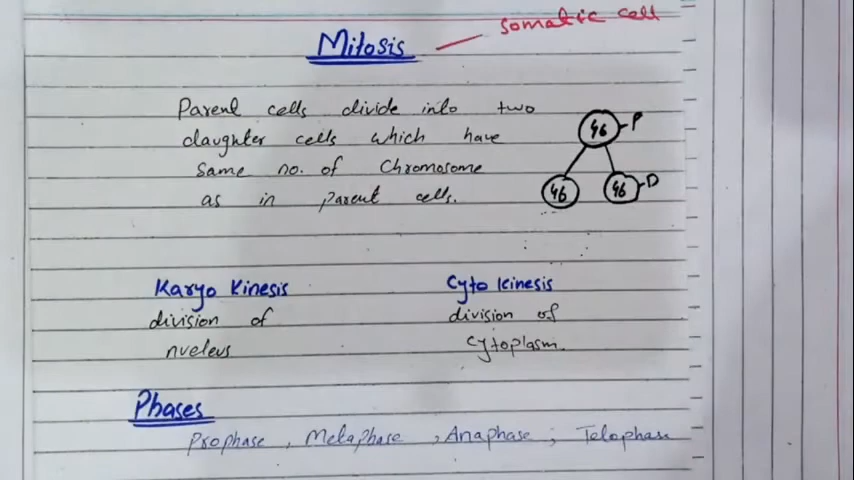 Mitosis — somatic cell
Parent cells divide into two
daughter cells which have
same no. of Chromosome
as in parent cells.
46 - P
46 46 - D
Karyo Kinesis Cyto kinesis
division of division of
nucleus cytoplasm.
Phases
Prophase, Metaphase, Anaphase; Telophase